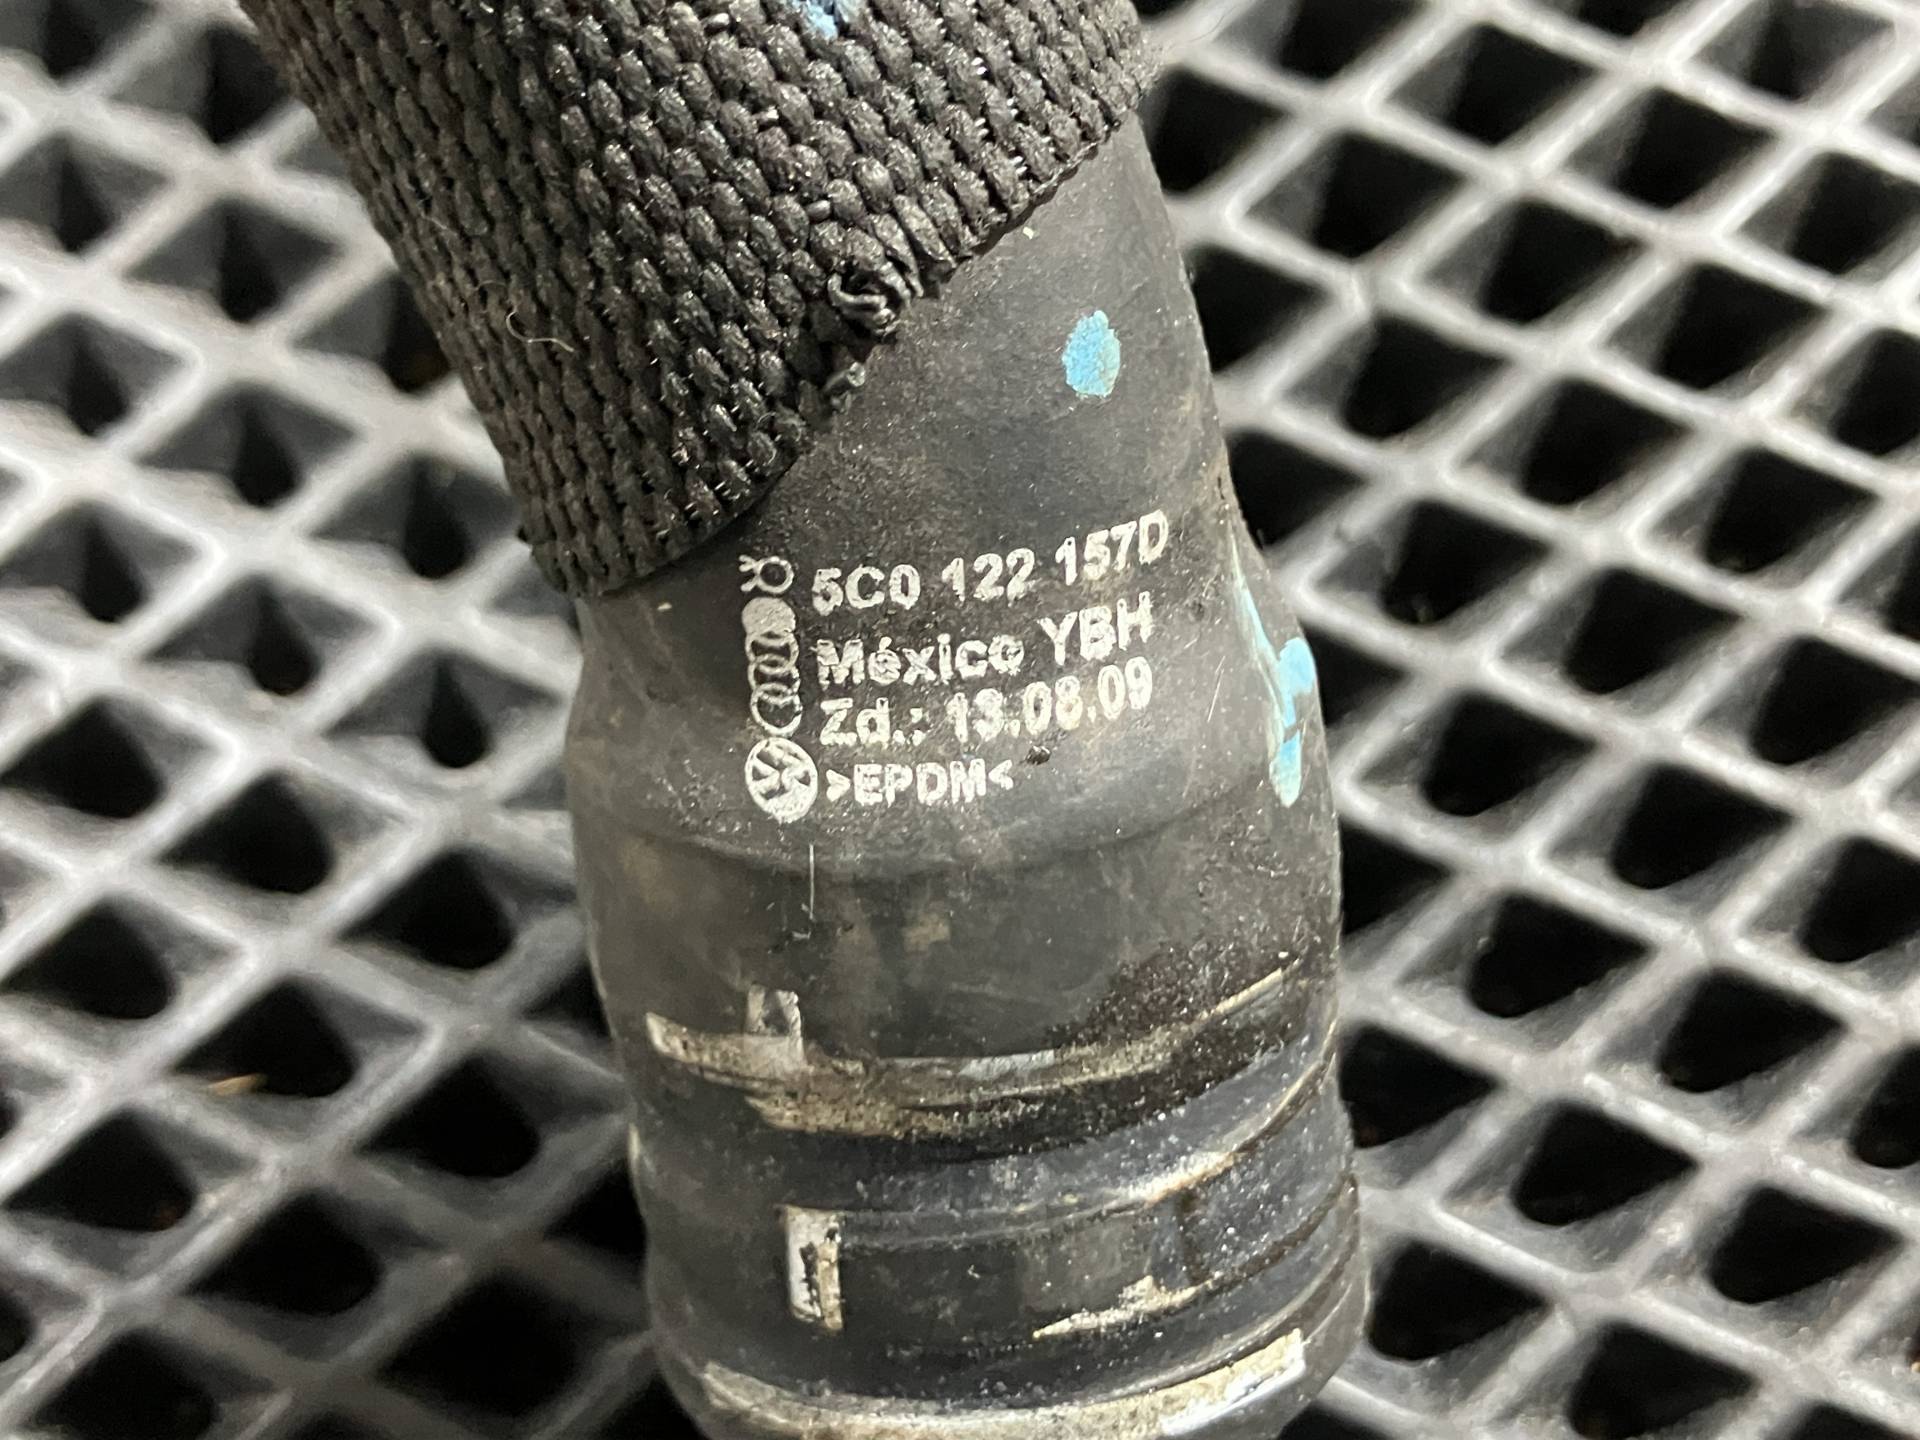 5C0 122 157D
México YBH
Zd.: 13.08.09
>EPDM<